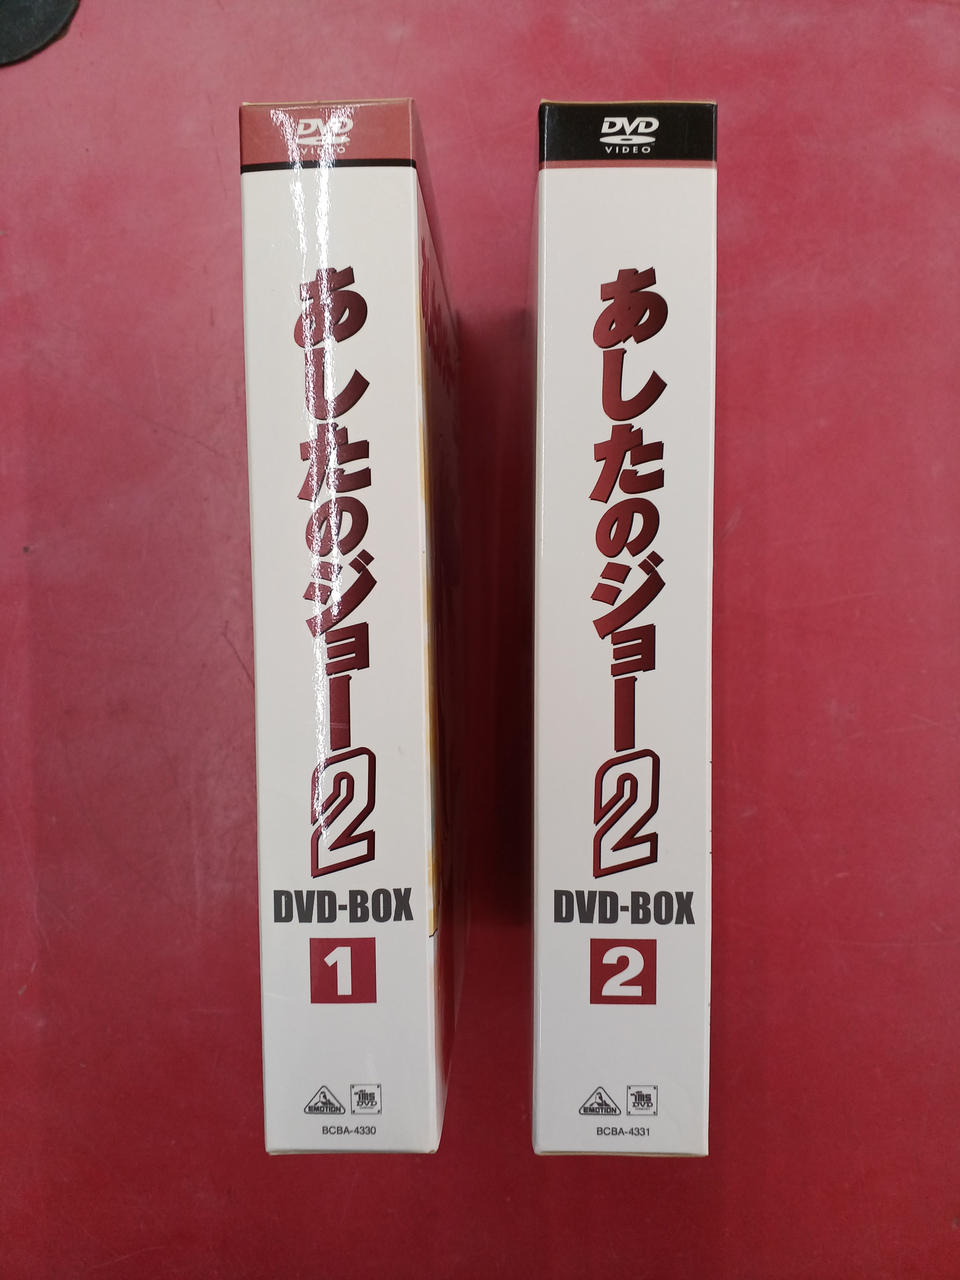 DVD
VIDEO
あしたのジョー2
DVD-BOX
1
EMOTION
tms
DVD
BCBA-4330
DVD
VIDEO
あしたのジョー2
DVD-BOX
2
EMOTION
tms
DVD
BCBA-4331